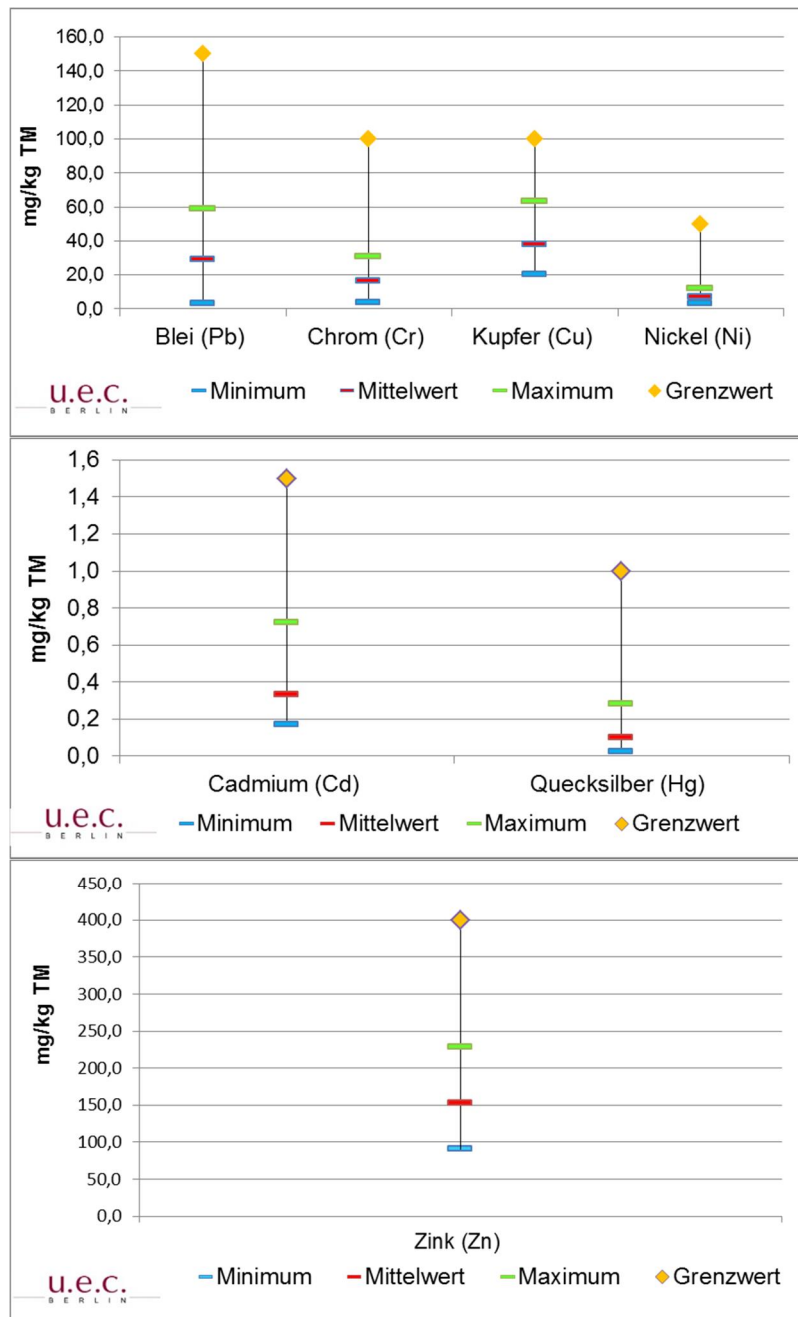 mg/kg TM
160,0
140,0
120,0
100,0
80,0
60,0
40,0
20,0
0,0
Blei (Pb) Chrom (Cr) Kupfer (Cu) Nickel (Ni)
u.e.c.
BERLIN
Minimum Mittelwert Maximum Grenzwert
mg/kg TM
1,6
1,4
1,2
1,0
0,8
0,6
0,4
0,2
0,0
Cadmium (Cd) Quecksilber (Hg)
u.e.c.
BERLIN
Minimum Mittelwert Maximum Grenzwert
mg/kg TM
450,0
400,0
350,0
300,0
250,0
200,0
150,0
100,0
50,0
0,0
Zink (Zn)
u.e.c.
BERLIN
Minimum Mittelwert Maximum Grenzwert